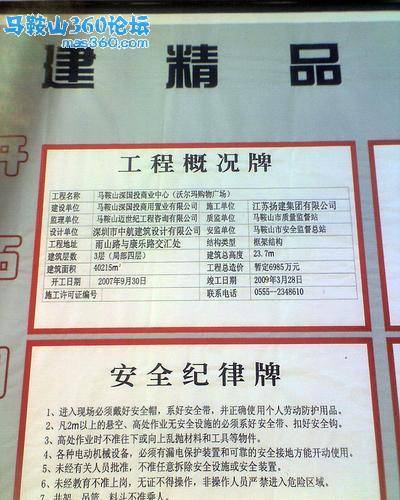 马鞍山360论坛
mas360.com
建 精 品
工程概况牌
工程名称 马鞍山深国投商业中心（沃尔玛购物广场）
建设单位 马鞍山深国投商用置业有限公司 施工单位 江苏扬建集团有限公司
监理单位 马鞍山迈世纪工程咨询有限公司 质监单位 马鞍山市质量监督站
设计单位 深圳市中航建筑设计有限公司 安监单位 马鞍山市安全监督总站
工程地址 雨山路与康乐路交汇处 结构类型 框架结构
建筑层数 3层（局部四层） 建筑总高度 23.7m
建筑面积 40215㎡ 工程总造价 暂定6985万元
开工日期 2007年9月30日 竣工日期 2009年3月28日
施工许可证编号 联系电话 0555--2348610
安全纪律牌
1、进入现场必须戴好安全帽，系好安全带，并正确使用个人劳动防护用品。
2、凡2m以上的悬空、高处作业无安全设施的必须系好安全带、扣好安全钩。
3、高处作业时不准往下或向上乱抛材料和工具等物件。
4、各种电动机械设备，必须有漏电保护装置和可靠的安全接地方能开动使用。
5、未经有关人员批准，不准任意拆除安全设施或安全装置。
6、未经教育不准上岗，无证不得操作，非操作人员严禁进入危险区域。
7、井架、吊篮、料斗不准乘人。